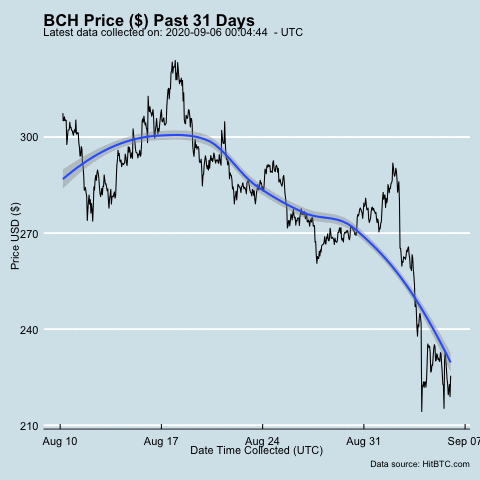 BCH Price ($) Past 31 Days
Latest data collected on: 2020-09-06 00:04:44 - UTC
300
270
240
210
Price USD ($)
Aug 10 Aug 17 Aug 24 Aug 31 Sep 07
Date Time Collected (UTC)
Data source: HitBTC.com